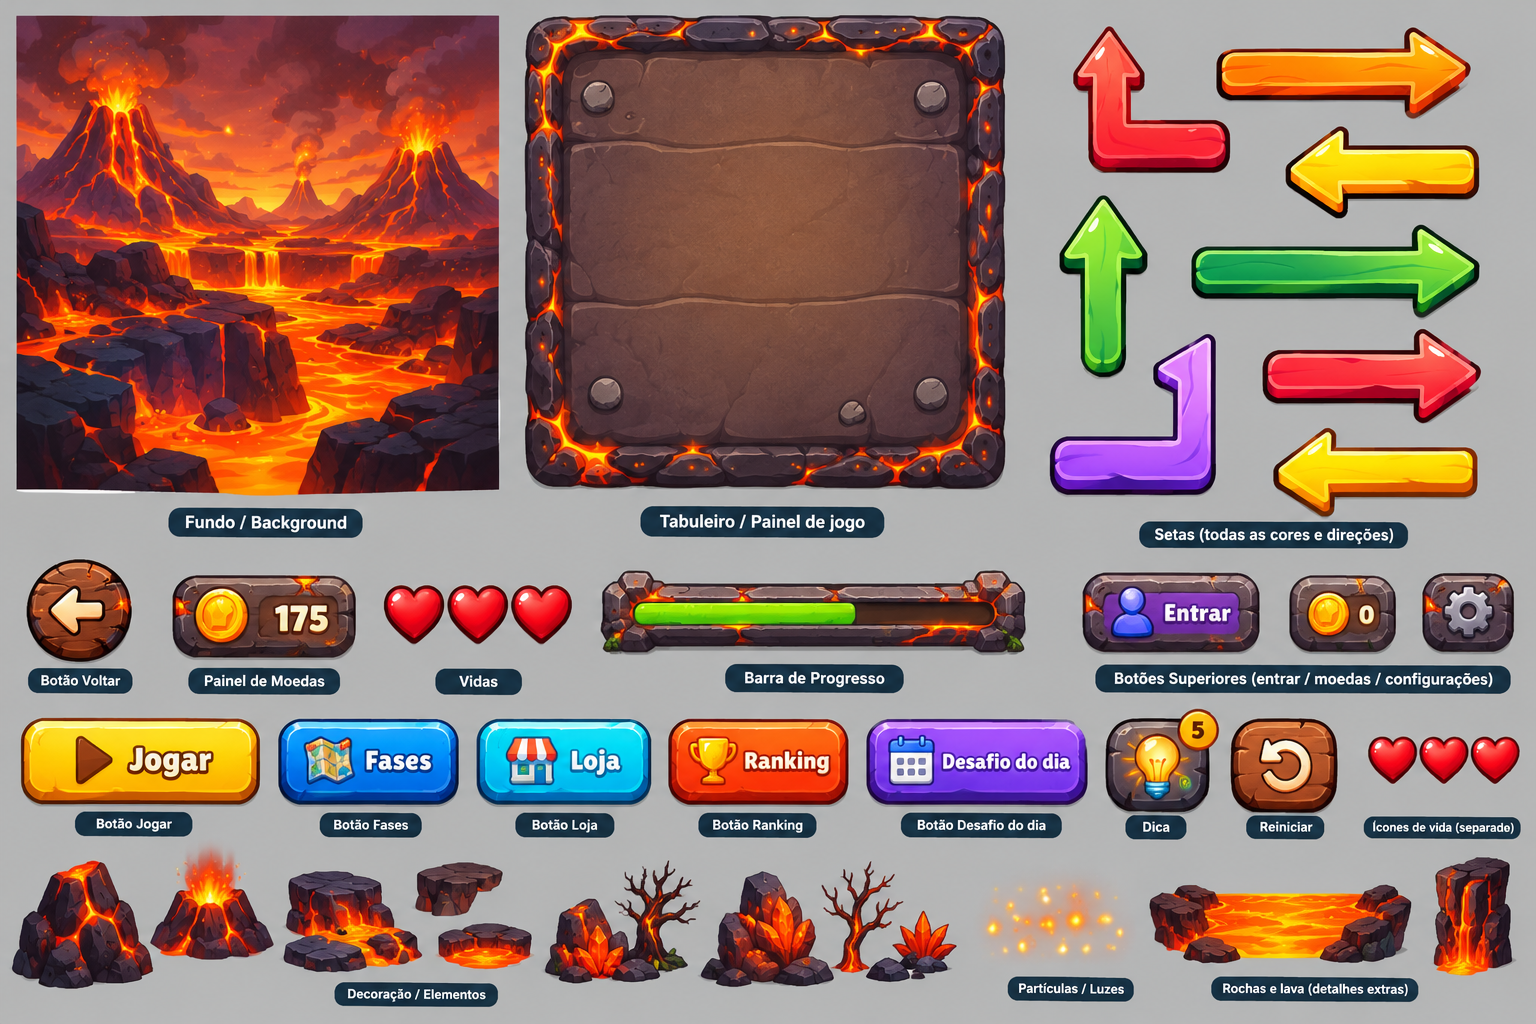 Fundo / Background
Tabuleiro / Painel de jogo
Setas (todas as cores e direções)
175
Entrar
0
Botão Voltar
Painel de Moedas
Vidas
Barra de Progresso
Botões Superiores (entrar / moedas / configurações)
Jogar
Fases
Loja
Ranking
Desafio do dia
5
Botão Jogar
Botão Fases
Botão Loja
Botão Ranking
Botão Desafio do dia
Dica
Reiniciar
Ícones de vida (separado)
Decoração / Elementos
Partículas / Luzes
Rochas e lava (detalhes extras)